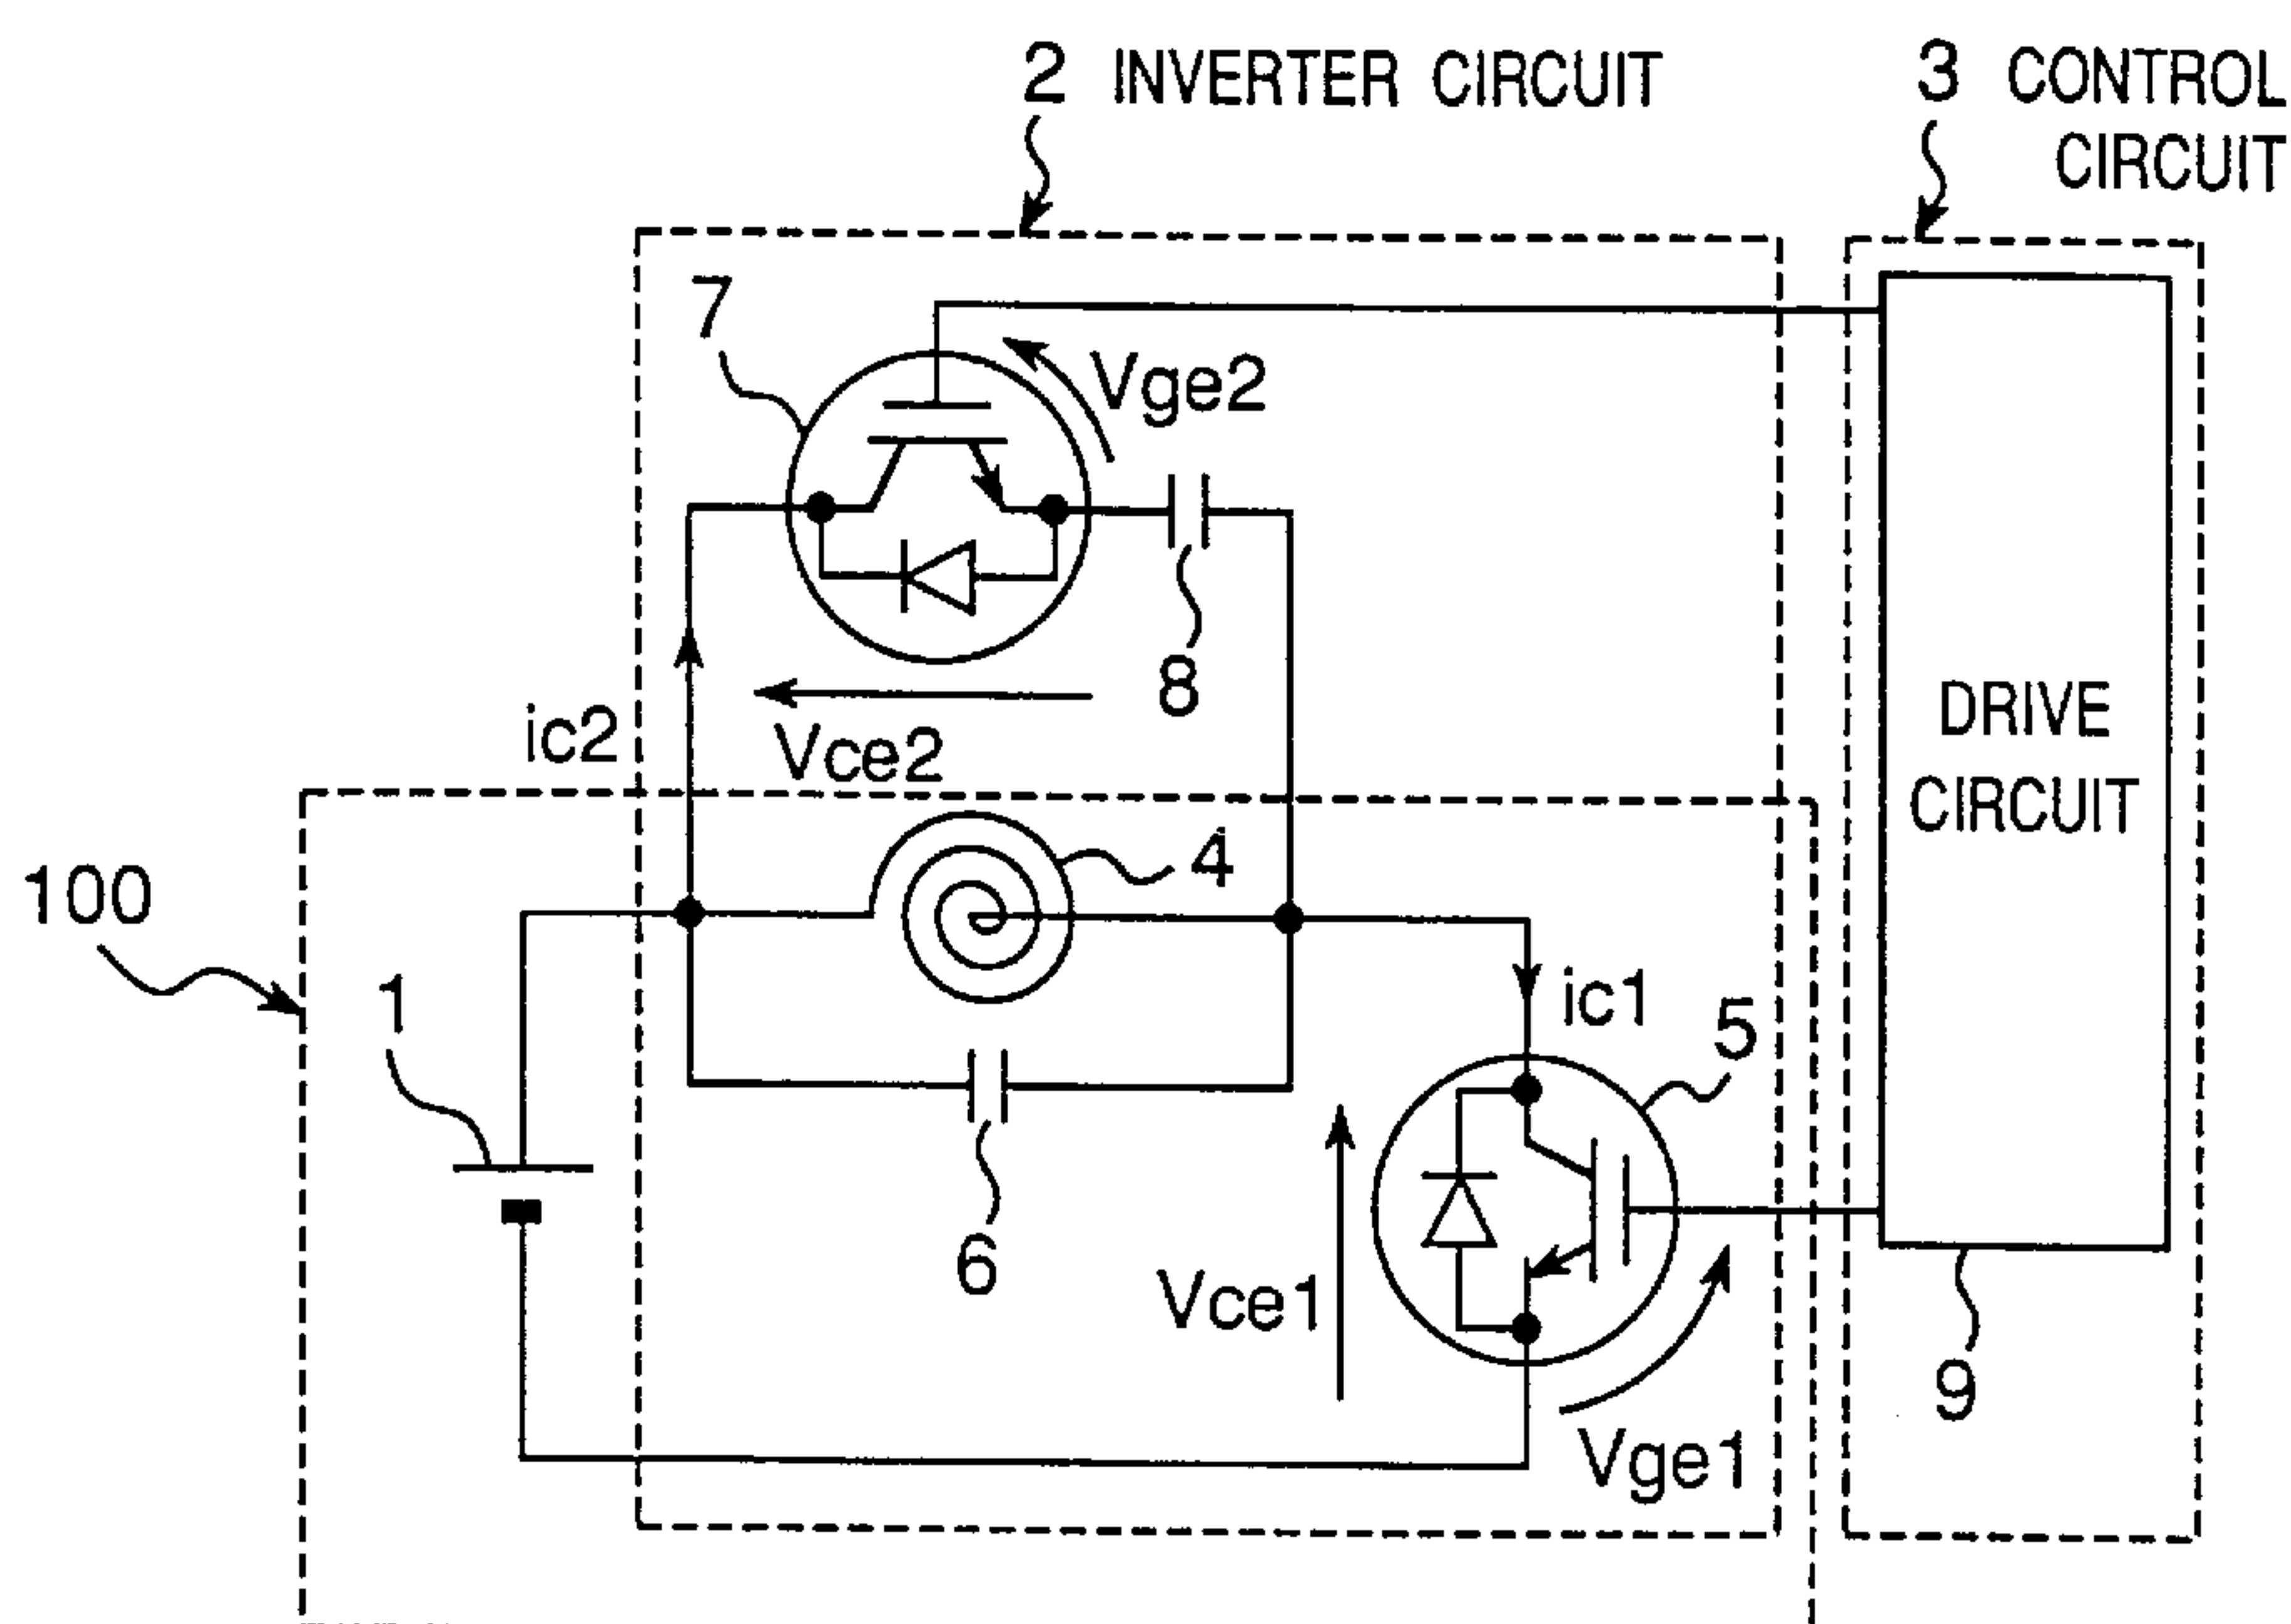 2 INVERTER CIRCUIT
3 CONTROL
CIRCUIT
7
Vge2
8
ic2
Vce2
DRIVE
CIRCUIT
100
4
1
ic1
5
6
Vce1
9
Vge1